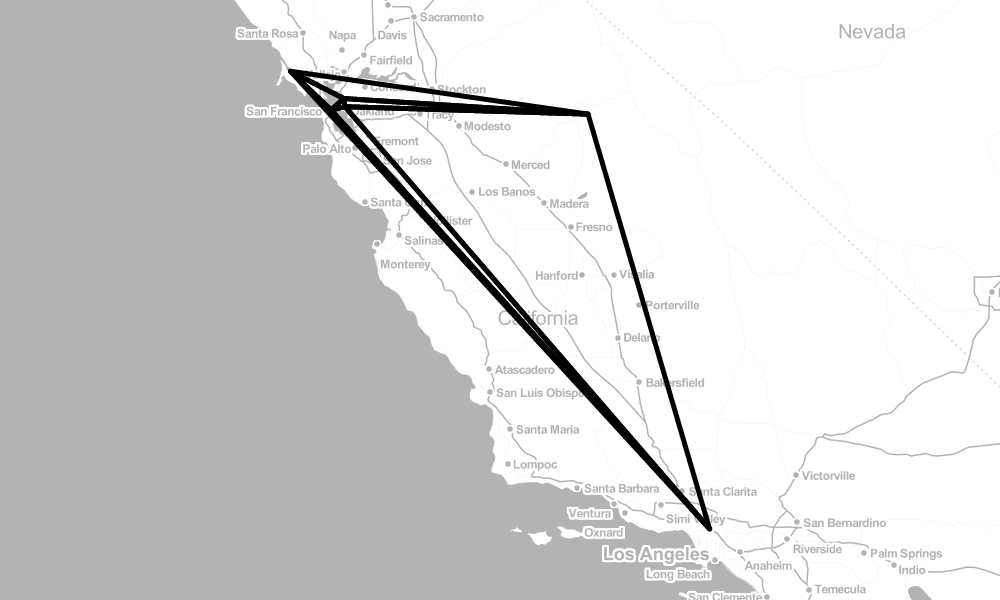 Sacramento
Santa Rosa
Napa
Davis
Nevada
Fairfield
Stockton
San Francisco
Oakland
Tracy
Modesto
Fremont
Palo Alto
San Jose
Merced
Los Banos
Santa
Madera
Salinas
Fresno
Monterey
Hanford
Visalia
Porterville
California
Delano
Atascadero
Bakersfield
San Luis Obispo
Santa Maria
Lompoc
Santa Barbara
Santa Clarita
Victorville
Ventura
Simi Valley
San Bernardino
Oxnard
Los Angeles
Riverside
Palm Springs
Anaheim
Indio
Long Beach
Temecula
San Clemente